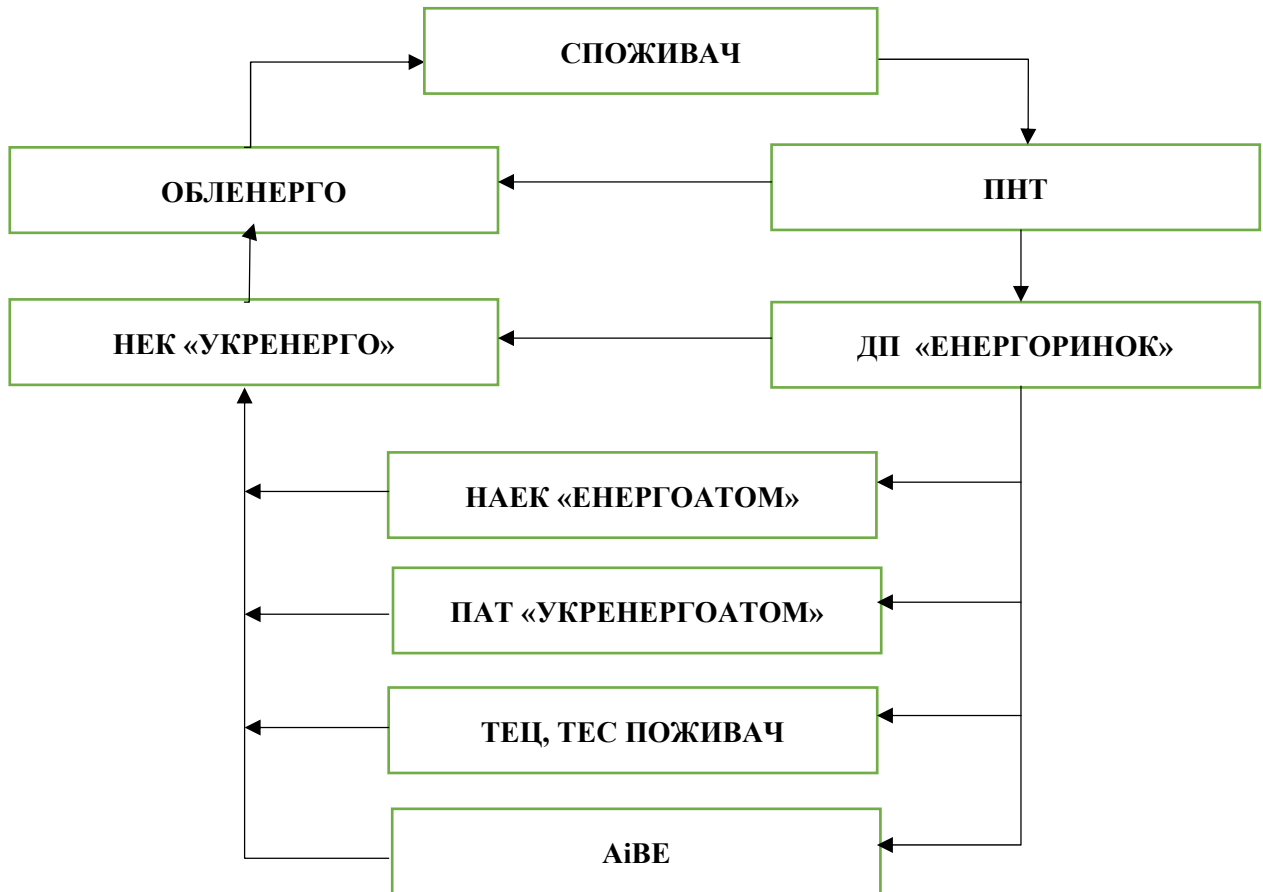 СПОЖИВАЧ
ОБЛЕНЕРГО
ПНТ
НЕК «УКРЕНЕРГО»
ДП «ЕНЕРГОРИНОК»
НАЕК «ЕНЕРГОАТОМ»
ПАТ «УКРЕНЕРГОАТОМ»
ТЕЦ, ТЕС ПОЖИВАЧ
АіВЕ